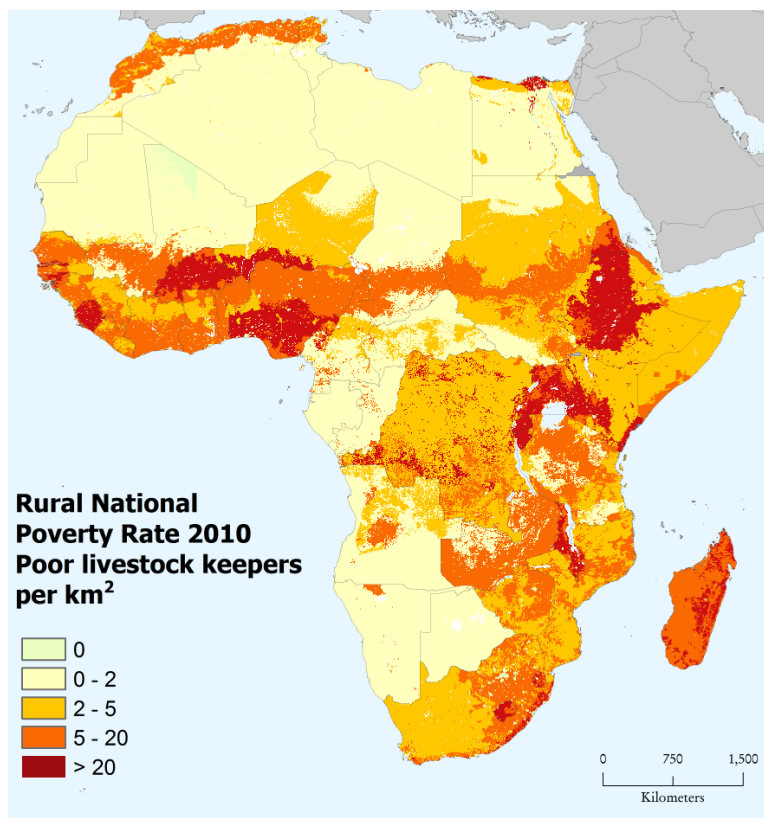 Rural National
Poverty Rate 2010
Poor livestock keepers
per km²
0
0 - 2
2 - 5
5 - 20
> 20
0 750 1,500
Kilometers